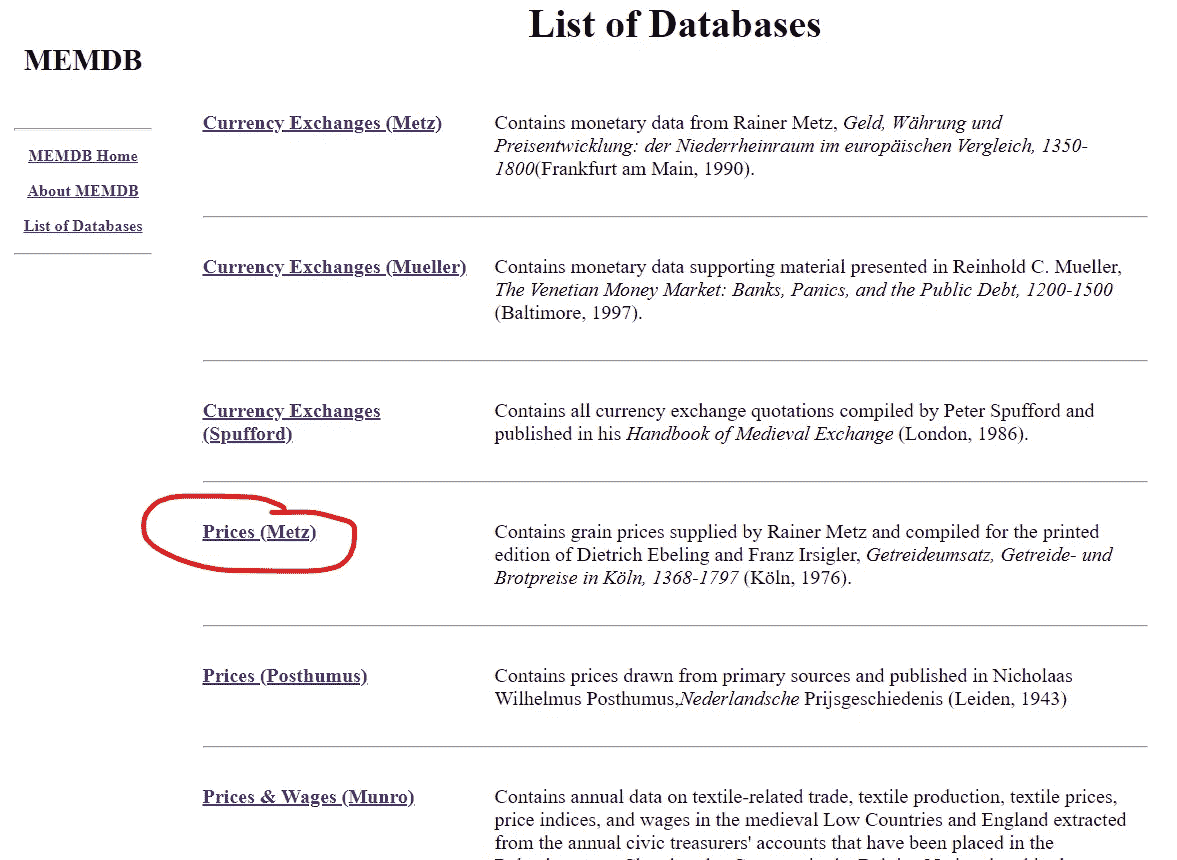 List of Databases
MEMDB
MEMDB Home
About MEMDB
List of Databases
Currency Exchanges (Metz)
Contains monetary data from Rainer Metz, Geld, Währung und
Preisentwicklung: der Niederrheinraum im europäischen Vergleich, 1350-
1800(Frankfurt am Main, 1990).
Currency Exchanges (Mueller)
Contains monetary data supporting material presented in Reinhold C. Mueller,
The Venetian Money Market: Banks, Panics, and the Public Debt, 1200-1500
(Baltimore, 1997).
Currency Exchanges
(Spufford)
Contains all currency exchange quotations compiled by Peter Spufford and
published in his Handbook of Medieval Exchange (London, 1986).
Prices (Metz)
Contains grain prices supplied by Rainer Metz and compiled for the printed
edition of Dietrich Ebeling and Franz Irsigler, Getreideumsatz, Getreide- und
Brotpreise in Köln, 1368-1797 (Köln, 1976).
Prices (Posthumus)
Contains prices drawn from primary sources and published in Nicholaas
Wilhelmus Posthumus,Nederlandsche Prijsgeschiedenis (Leiden, 1943)
Prices & Wages (Munro)
Contains annual data on textile-related trade, textile production, textile prices,
price indices, and wages in the medieval Low Countries and England extracted
from the annual civic treasurers' accounts that have been placed in the